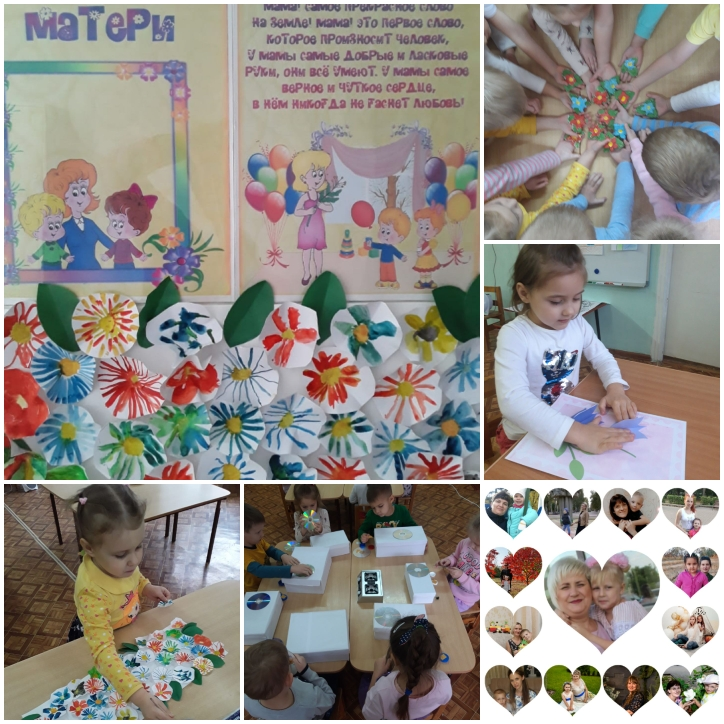 МАТЕРИ
МАМА! САМОЕ ПРЕКРАСНОЕ СЛОВО
НА ЗЕМЛЕ! МАМА! ЭТО ПЕРВОЕ СЛОВО,
КОТОРОЕ ПРОИЗНОСИТ ЧЕЛОВЕК,
У МАМЫ САМЫЕ ДОБРЫЕ И ЛАСКОВЫЕ
РУКИ, ОНИ ВСЁ УМЕЮТ. У МАМЫ САМОЕ
ВЕРНОЕ И ЧУТКОЕ СЕРДЦЕ,
В НЁМ НИКОГДА НЕ ГАСНЕТ ЛЮБОВЬ!